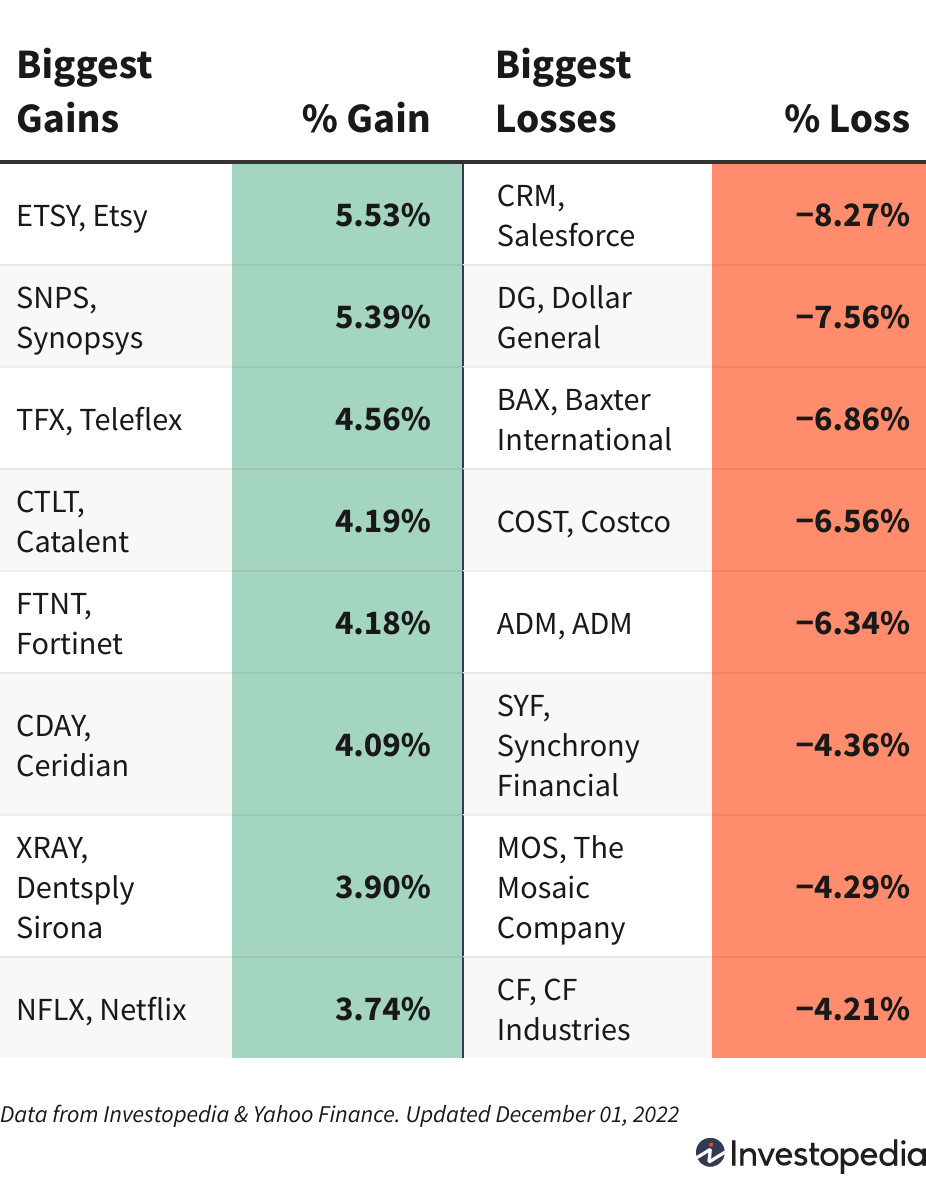 Biggest Gains % Gain Biggest Losses % Loss
ETSY, Etsy 5.53% CRM, Salesforce −8.27%
SNPS, Synopsys 5.39% DG, Dollar General −7.56%
TFX, Teleflex 4.56% BAX, Baxter International −6.86%
CTLT, Catalent 4.19% COST, Costco −6.56%
FTNT, Fortinet 4.18% ADM, ADM −6.34%
CDAY, Ceridian 4.09% SYF, Synchrony Financial −4.36%
XRAY, Dentsply Sirona 3.90% MOS, The Mosaic Company −4.29%
NFLX, Netflix 3.74% CF, CF Industries −4.21%
Data from Investopedia & Yahoo Finance. Updated December 01, 2022
Investopedia